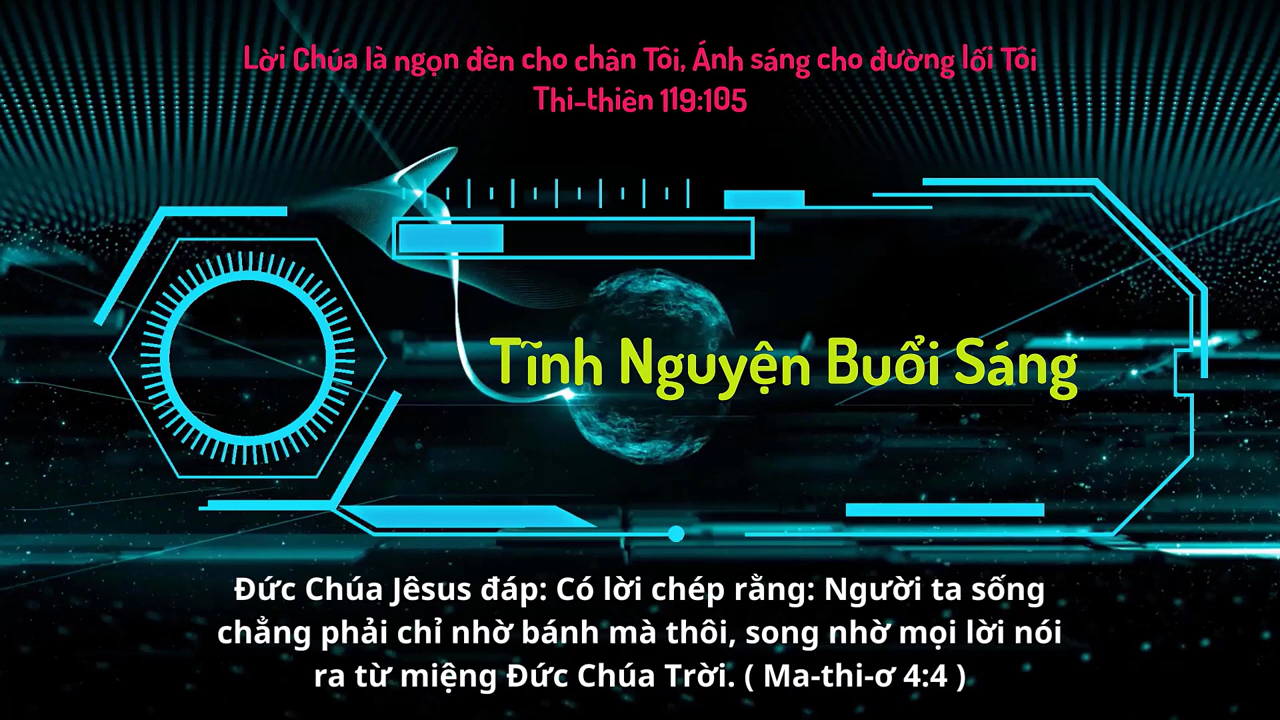 Lời Chúa là ngọn đèn cho chân Tôi, Ánh sáng cho đường lối Tôi
Thi-thiên 119:105
Tĩnh Nguyện Buổi Sáng
Đức Chúa Jêsus đáp: Có lời chép rằng: Người ta sống
chẳng phải chỉ nhờ bánh mà thôi, song nhờ mọi lời nói
ra từ miệng Đức Chúa Trời. ( Ma-thi-ơ 4:4 )